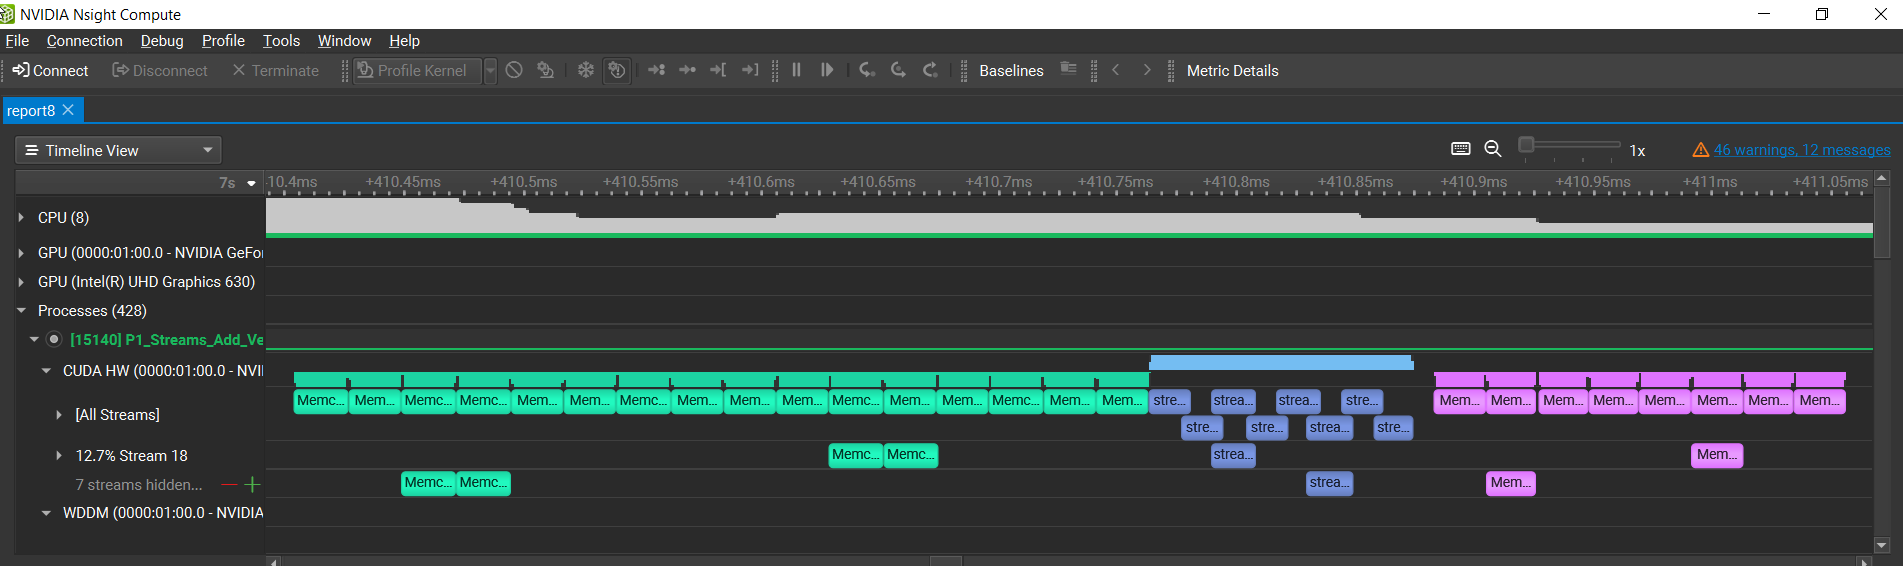 NVIDIA Nsight Compute
File Connection Debug Profile Tools Window Help
Connect Disconnect Terminate Profile Kernel Baselines Metric Details
report8
Timeline View 1x 46 warnings, 12 messages
7s 10.4ms +410.45ms +410.5ms +410.55ms +410.6ms +410.65ms +410.7ms +410.75ms +410.8ms +410.85ms +410.9ms +410.95ms +411ms +411.05ms
CPU (8)
GPU (0000:01:00.0 - NVIDIA GeFor
GPU (Intel(R) UHD Graphics 630)
Processes (428)
[15140] P1_Streams_Add_Ve
CUDA HW (0000:01:00.0 - NVI
Memc... Mem... Memc... Memc... Mem... Mem... Memc... Mem... Mem... Mem... Memc... Mem... Mem... Memc... Mem... Mem... stre... strea... strea... stre... Mem... Mem... Mem... Mem... Mem... Mem... Mem... Mem...
[All Streams]
stre... stre... strea... stre...
12.7% Stream 18 Memc... Memc... strea... Mem...
7 streams hidden... Memc... Memc... strea... Mem...
WDDM (0000:01:00.0 - NVIDIA